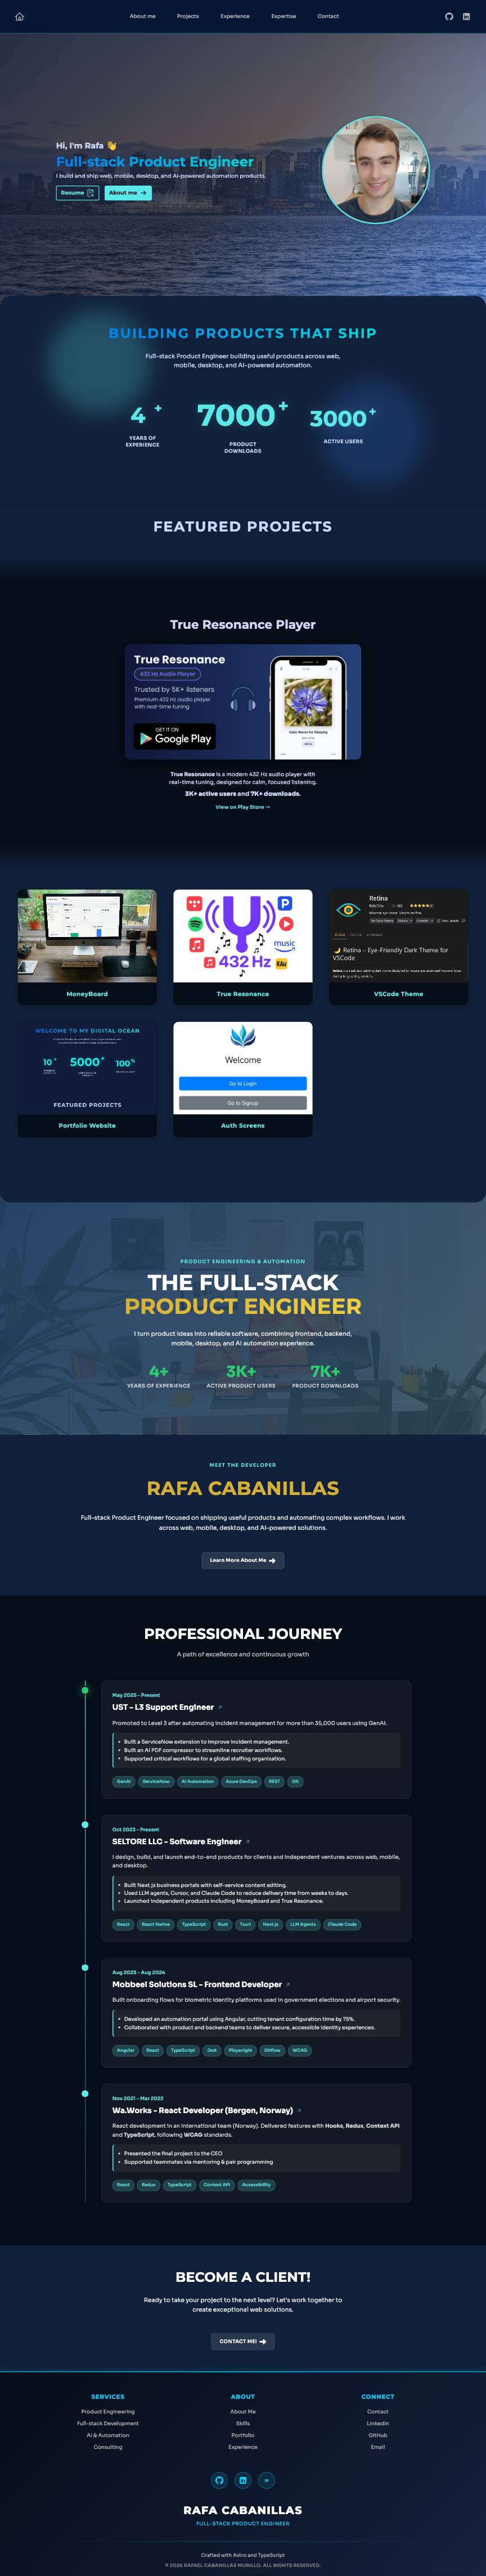 About me
Projects
Experience
Expertise
Contact
Hi, I'm Rafa 👋
Full-stack Product Engineer
I build and ship web, mobile, desktop, and AI-powered automation products.
Resume
About me →
BUILDING PRODUCTS THAT SHIP
Full-stack Product Engineer building useful products across web,
mobile, desktop, and AI-powered automation.
4 +
YEARS OF
EXPERIENCE
7000 +
PRODUCT
DOWNLOADS
3000 +
ACTIVE USERS
FEATURED PROJECTS
True Resonance Player
True Resonance
432 Hz Audio Player
Trusted by 5K+ listeners
Premium 432 Hz audio player
with real-time tuning
GET IT ON
Google Play
Calm Waves for Sleeping
True Resonance is a modern 432 Hz audio player with
real-time tuning, designed for calm, focused listening.
3K+ active users and 7K+ downloads.
View on Play Store →
MoneyBoard
music
432 Hz
True Resonance
Retina
🌙 Retina – Eye-Friendly Dark Theme for
VSCode
VSCode Theme
WELCOME TO MY DIGITAL OCEAN
10 +
5000 +
100 %
FEATURED PROJECTS
Portfolio Website
Welcome
Go to Login
Go to Signup
Auth Screens
PRODUCT ENGINEERING & AUTOMATION
THE FULL-STACK
PRODUCT ENGINEER
I turn product ideas into reliable software, combining frontend, backend,
mobile, desktop, and AI automation experience.
4+
YEARS OF EXPERIENCE
3K+
ACTIVE PRODUCT USERS
7K+
PRODUCT DOWNLOADS
MEET THE DEVELOPER
RAFA CABANILLAS
Full-stack Product Engineer focused on shipping useful products and automating complex workflows. I work
across web, mobile, desktop, and AI-powered solutions.
Learn More About Me →
PROFESSIONAL JOURNEY
A path of excellence and continuous growth
May 2025 – Present
UST – L3 Support Engineer ↗
Promoted to Level 3 after automating incident management for more than 35,000 users using GenAI.
• Built a ServiceNow extension to improve incident management.
• Built an AI PDF compressor to streamline recruiter workflows.
• Supported critical workflows for a global staffing organization.
GenAI
ServiceNow
AI Automation
Azure DevOps
REST
Git
Oct 2023 – Present
SELTORE LLC – Software Engineer ↗
I design, build, and launch end-to-end products for clients and independent ventures across web, mobile,
and desktop.
• Built Next.js business portals with self-service content editing.
• Used LLM agents, Cursor, and Claude Code to reduce delivery time from weeks to days.
• Launched independent products including MoneyBoard and True Resonance.
React
React Native
TypeScript
Rust
Tauri
Next.js
LLM Agents
Claude Code
Aug 2023 – Aug 2024
Mobbeel Solutions SL – Frontend Developer ↗
Built onboarding flows for biometric identity platforms used in government elections and airport security.
• Developed an automation portal using Angular, cutting tenant configuration time by 75%.
• Collaborated with product and backend teams to deliver secure, accessible identity experiences.
Angular
React
TypeScript
Jest
Playwright
Gitflow
WCAG
Nov 2021 – Mar 2022
Wa.Works – React Developer (Bergen, Norway) ↗
React development in an international team (Norway). Delivered features with Hooks, Redux, Context API
and TypeScript, following WCAG standards.
• Presented the final project to the CEO
• Supported teammates via mentoring & pair programming
React
Redux
TypeScript
Context API
Accessibility
BECOME A CLIENT!
Ready to take your project to the next level? Let's work together to
create exceptional web solutions.
CONTACT ME! →
SERVICES
Product Engineering
Full-stack Development
AI & Automation
Consulting
ABOUT
About Me
Skills
Portfolio
Experience
CONNECT
Contact
LinkedIn
GitHub
Email
RAFA CABANILLAS
FULL-STACK PRODUCT ENGINEER
Crafted with Astro and TypeScript
© 2026 RAFAEL CABANILLAS MURILLO. ALL RIGHTS RESERVED.